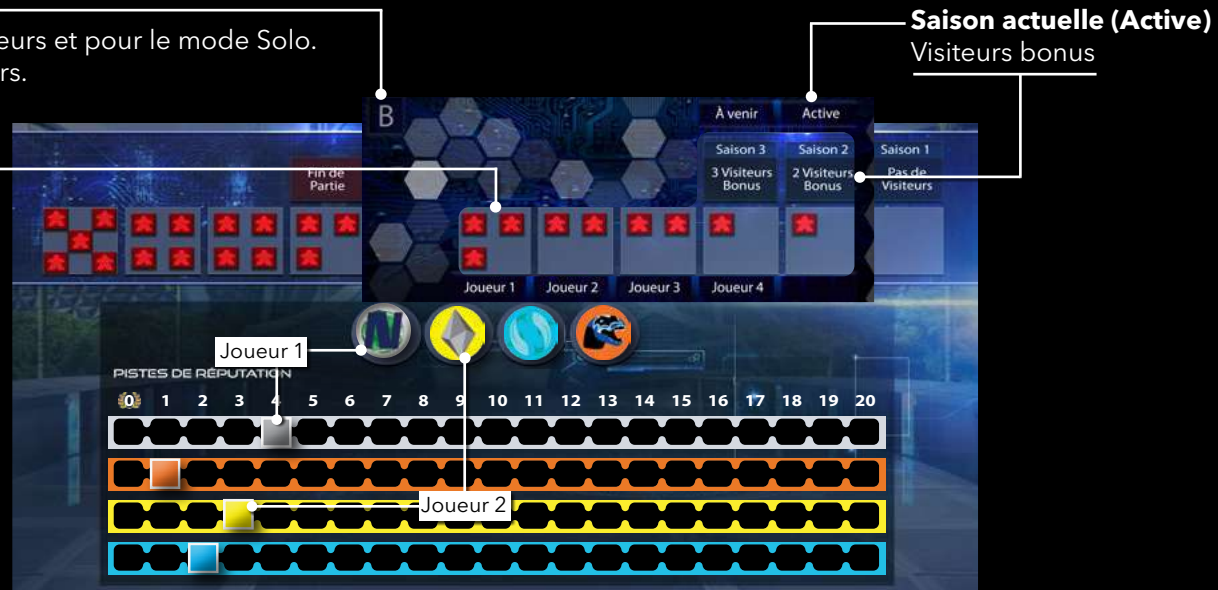 Saison actuelle (Active)
Visiteurs bonus
eurs et pour le mode Solo.
rs.
B
À venir
Active
Saison 3
Saison 2
Saison 1
3 Visiteurs
Bonus
2 Visiteurs
Bonus
Pas de
Visiteurs
Fin de
Partie
Joueur 1
Joueur 2
Joueur 3
Joueur 4
N
Joueur 1
PISTES DE RÉPUTATION
0 1 2 3 4 5 6 7 8 9 10 11 12 13 14 15 16 17 18 19 20
Joueur 2